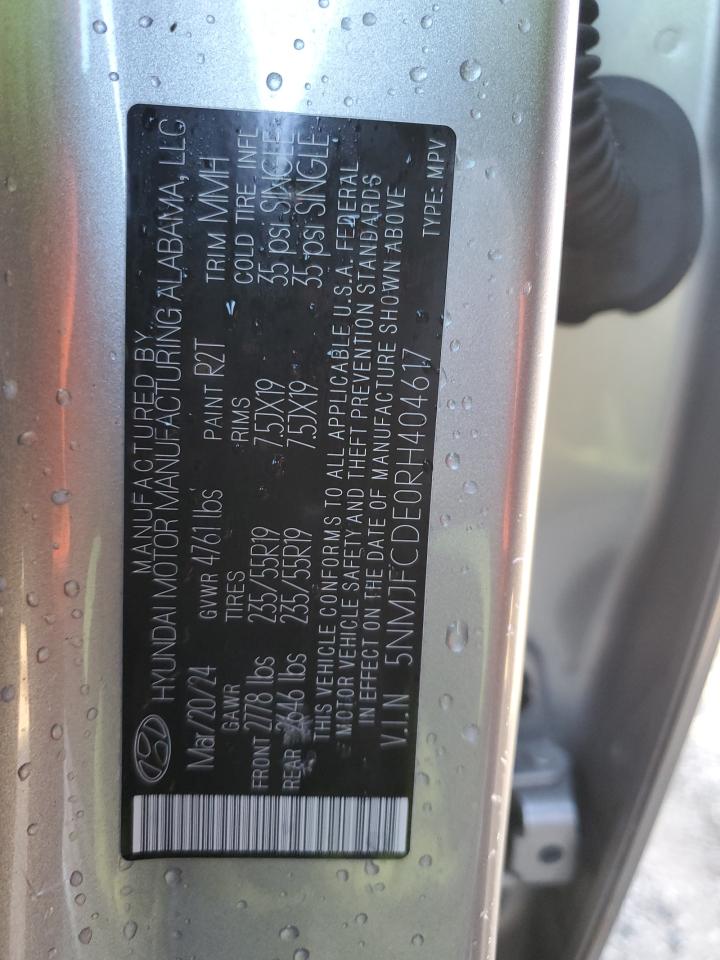 MANUFACTURED BY
HYUNDAI MOTOR MANUFACTURING ALABAMA, LLC
Mar/20/24 GVWR 4761 lbs PAINT R2T TRIM MMH
GAWR TIRES RIMS COLD TIRE INFL
FRONT 2778 lbs 235/55R19 7.5JX19 35 psi SINGLE
REAR 2646 lbs 235/55R19 7.5JX19 35 psi SINGLE
THIS VEHICLE CONFORMS TO ALL APPLICABLE U.S.A. FEDERAL
MOTOR VEHICLE SAFETY AND THEFT PREVENTION STANDARDS
IN EFFECT ON THE DATE OF MANUFACTURE SHOWN ABOVE
V.I.N 5NMJFCDE0RH404617 TYPE: MPV